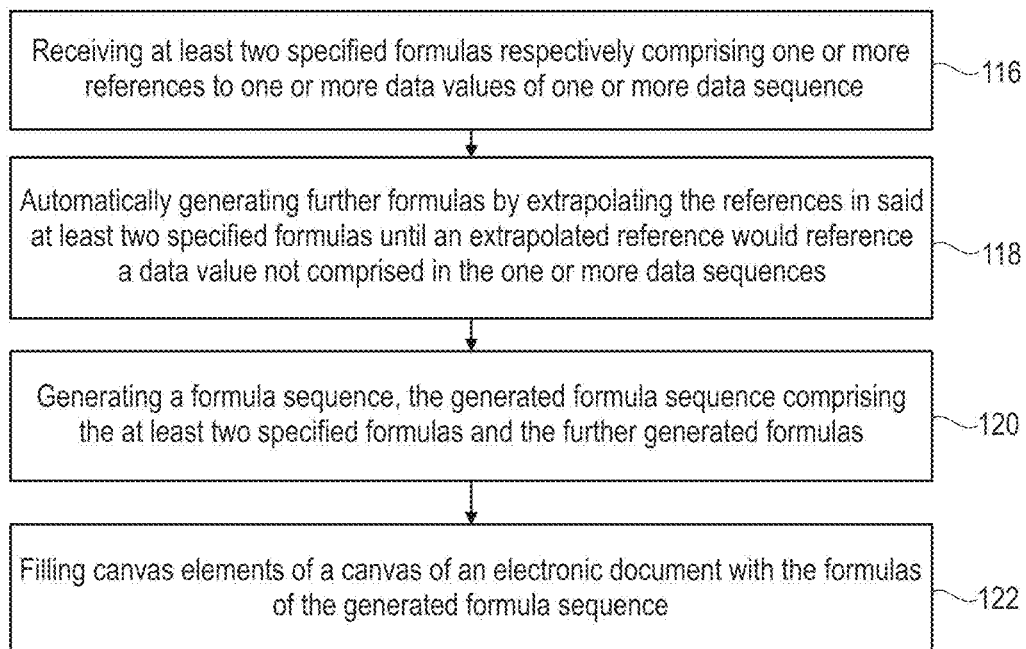 Receiving at least two specified formulas respectively comprising one or more
references to one or more data values of one or more data sequence
116
Automatically generating further formulas by extrapolating the references in said
at least two specified formulas until an extrapolated reference would reference
a data value not comprised in the one or more data sequences
118
Generating a formula sequence, the generated formula sequence comprising
the at least two specified formulas and the further generated formulas
120
Filling canvas elements of a canvas of an electronic document with the formulas
of the generated formula sequence
122